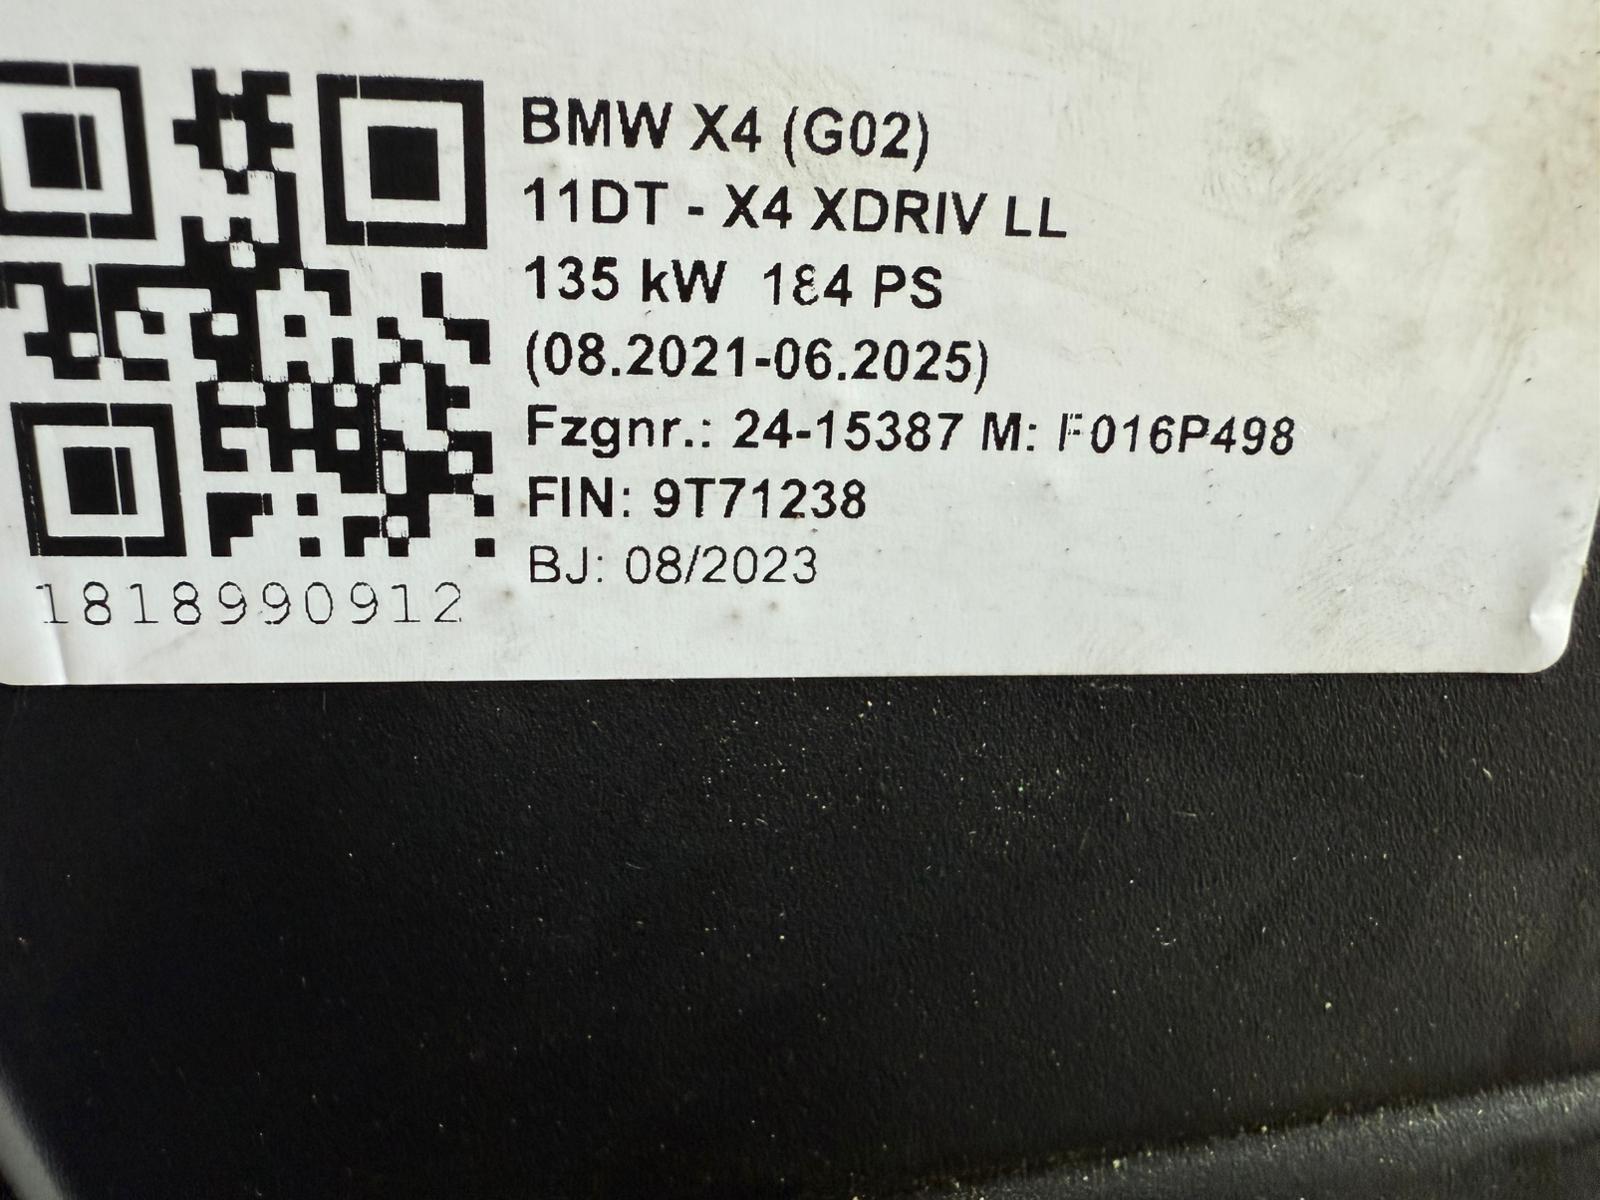 BMW X4 (G02)
11DT - X4 XDRIV LL
135 kW 184 PS
(08.2021-06.2025)
Fzgnr.: 24-15387 M: F016P498
FIN: 9T71238
BJ: 08/2023
1818990912